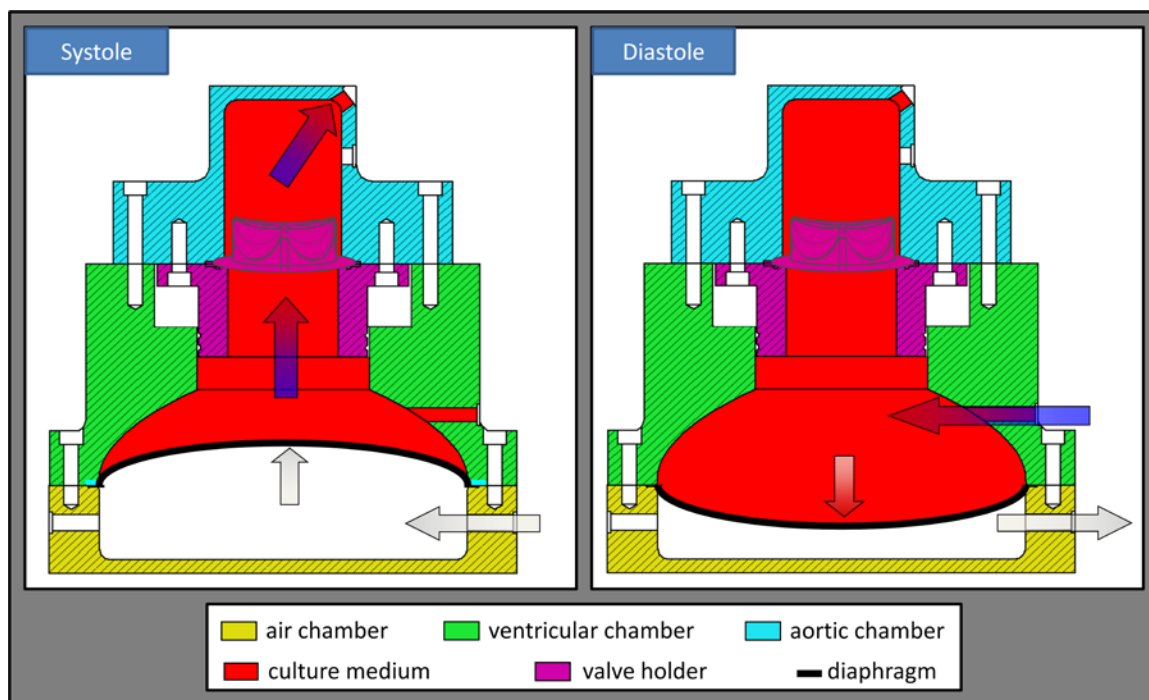 Systole
Diastole
air chamber
ventricular chamber
aortic chamber
culture medium
valve holder
diaphragm